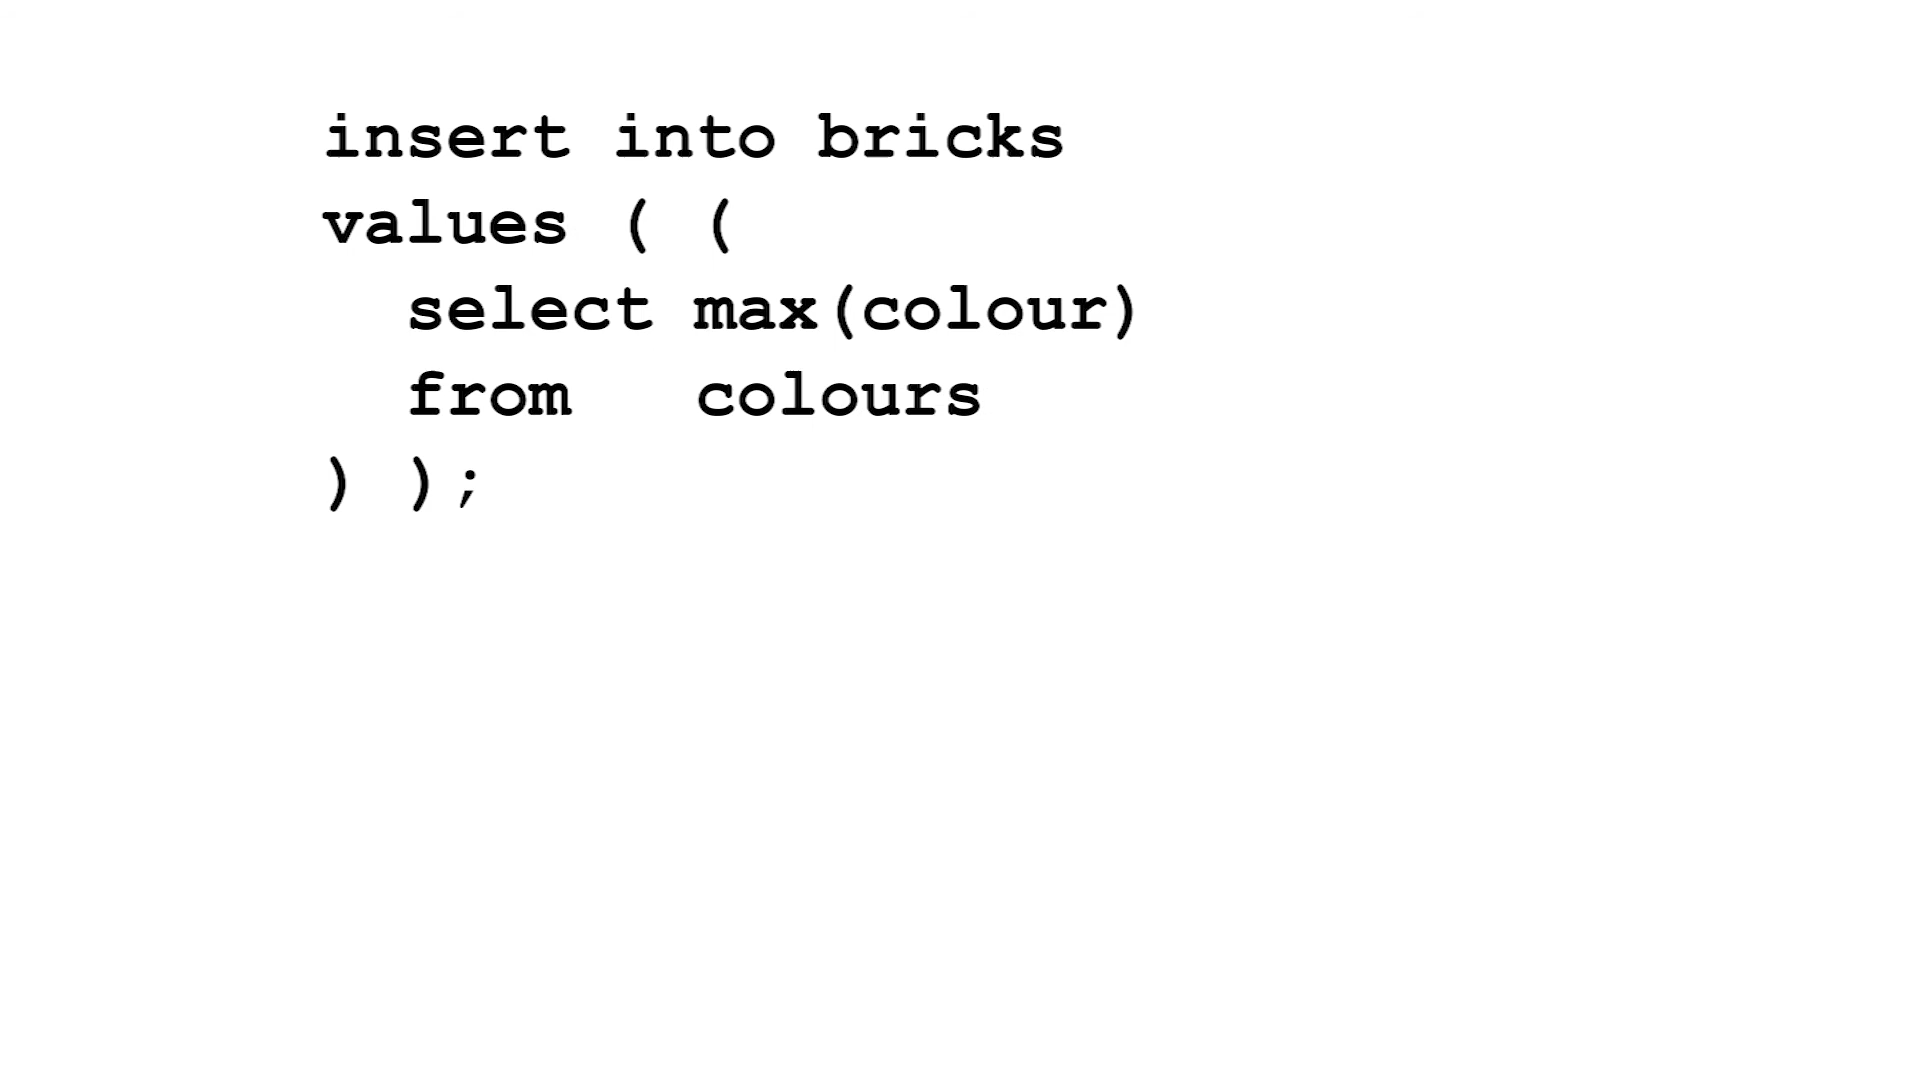 insert into bricks
values ( (
  select max(colour)
  from   colours
) );